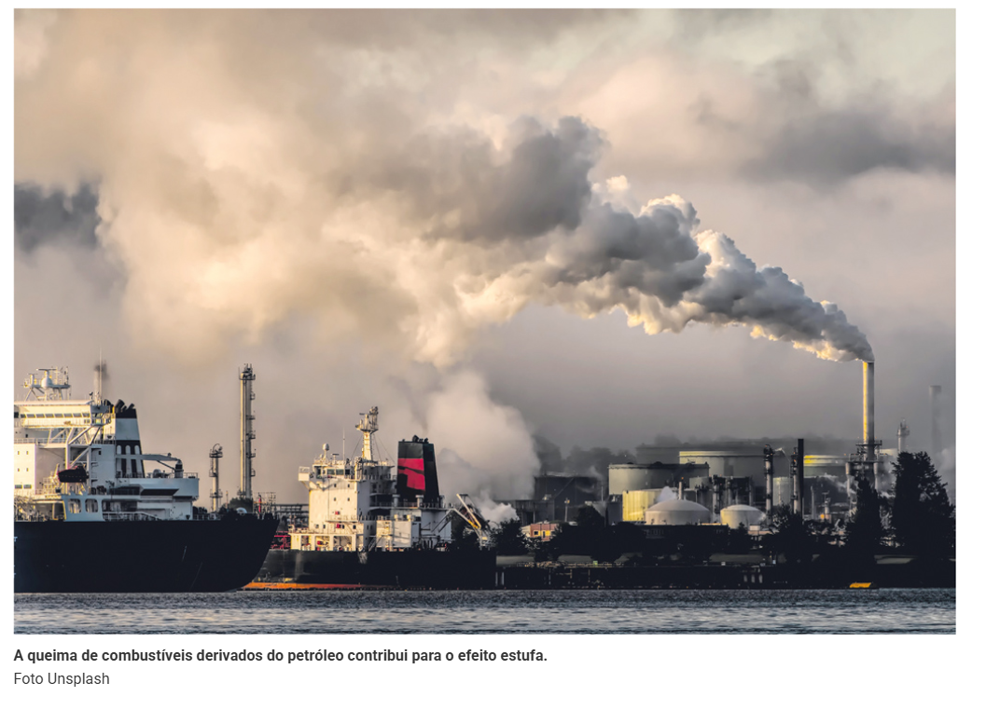 A queima de combustíveis derivados do petróleo contribui para o efeito estufa.
Foto Unsplash